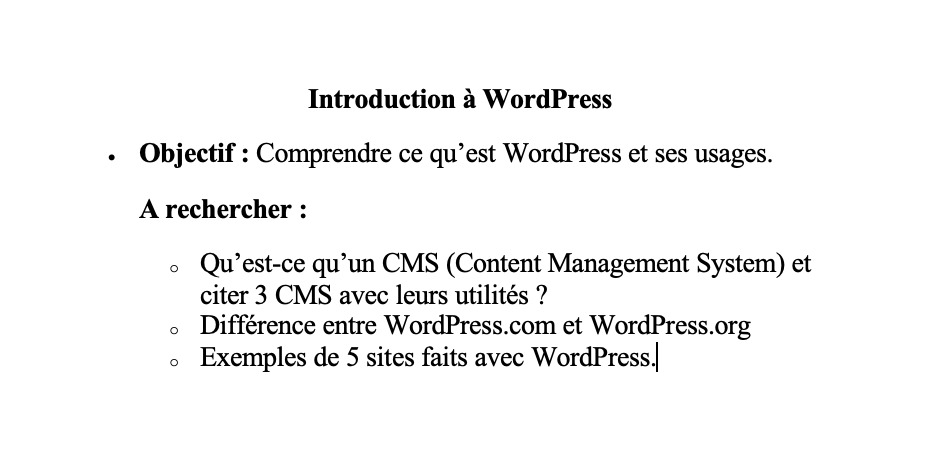 Introduction à WordPress
• Objectif : Comprendre ce qu’est WordPress et ses usages.
A rechercher :
o Qu’est-ce qu’un CMS (Content Management System) et
citer 3 CMS avec leurs utilités ?
o Différence entre WordPress.com et WordPress.org
o Exemples de 5 sites faits avec WordPress.